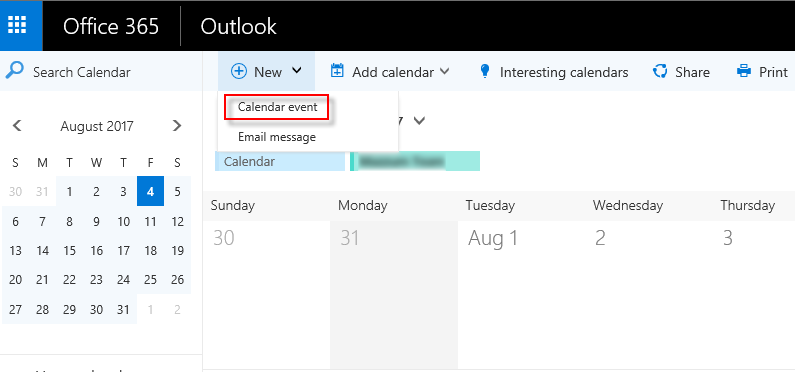 Office 365 Outlook
Search Calendar New Add calendar Interesting calendars Share Print
Calendar event
Email message
August 2017
S M T W F S
30 31 1 2 3 4 5
6 7 8 9 10 11 12
13 14 15 16 17 18 19
20 21 22 23 24 25 26
27 28 29 30 31 1 2
Calendar
Sunday Monday Tuesday Wednesday Thursday
30 31 Aug 1 2 3